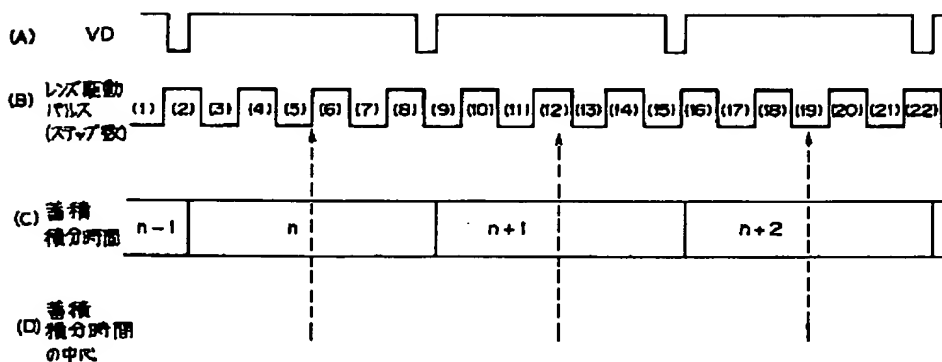 (A) VD
(B) レンズ駆動
パルス
(ステップ数)
(1) (2) (3) (4) (5) (6) (7) (8) (9) (10) (11) (12) (13) (14) (15) (16) (17) (18) (19) (20) (21) (22)
(C) 蓄積
積分時間
n-1 n n+1 n+2
(D) 蓄積
積分時間
の中心